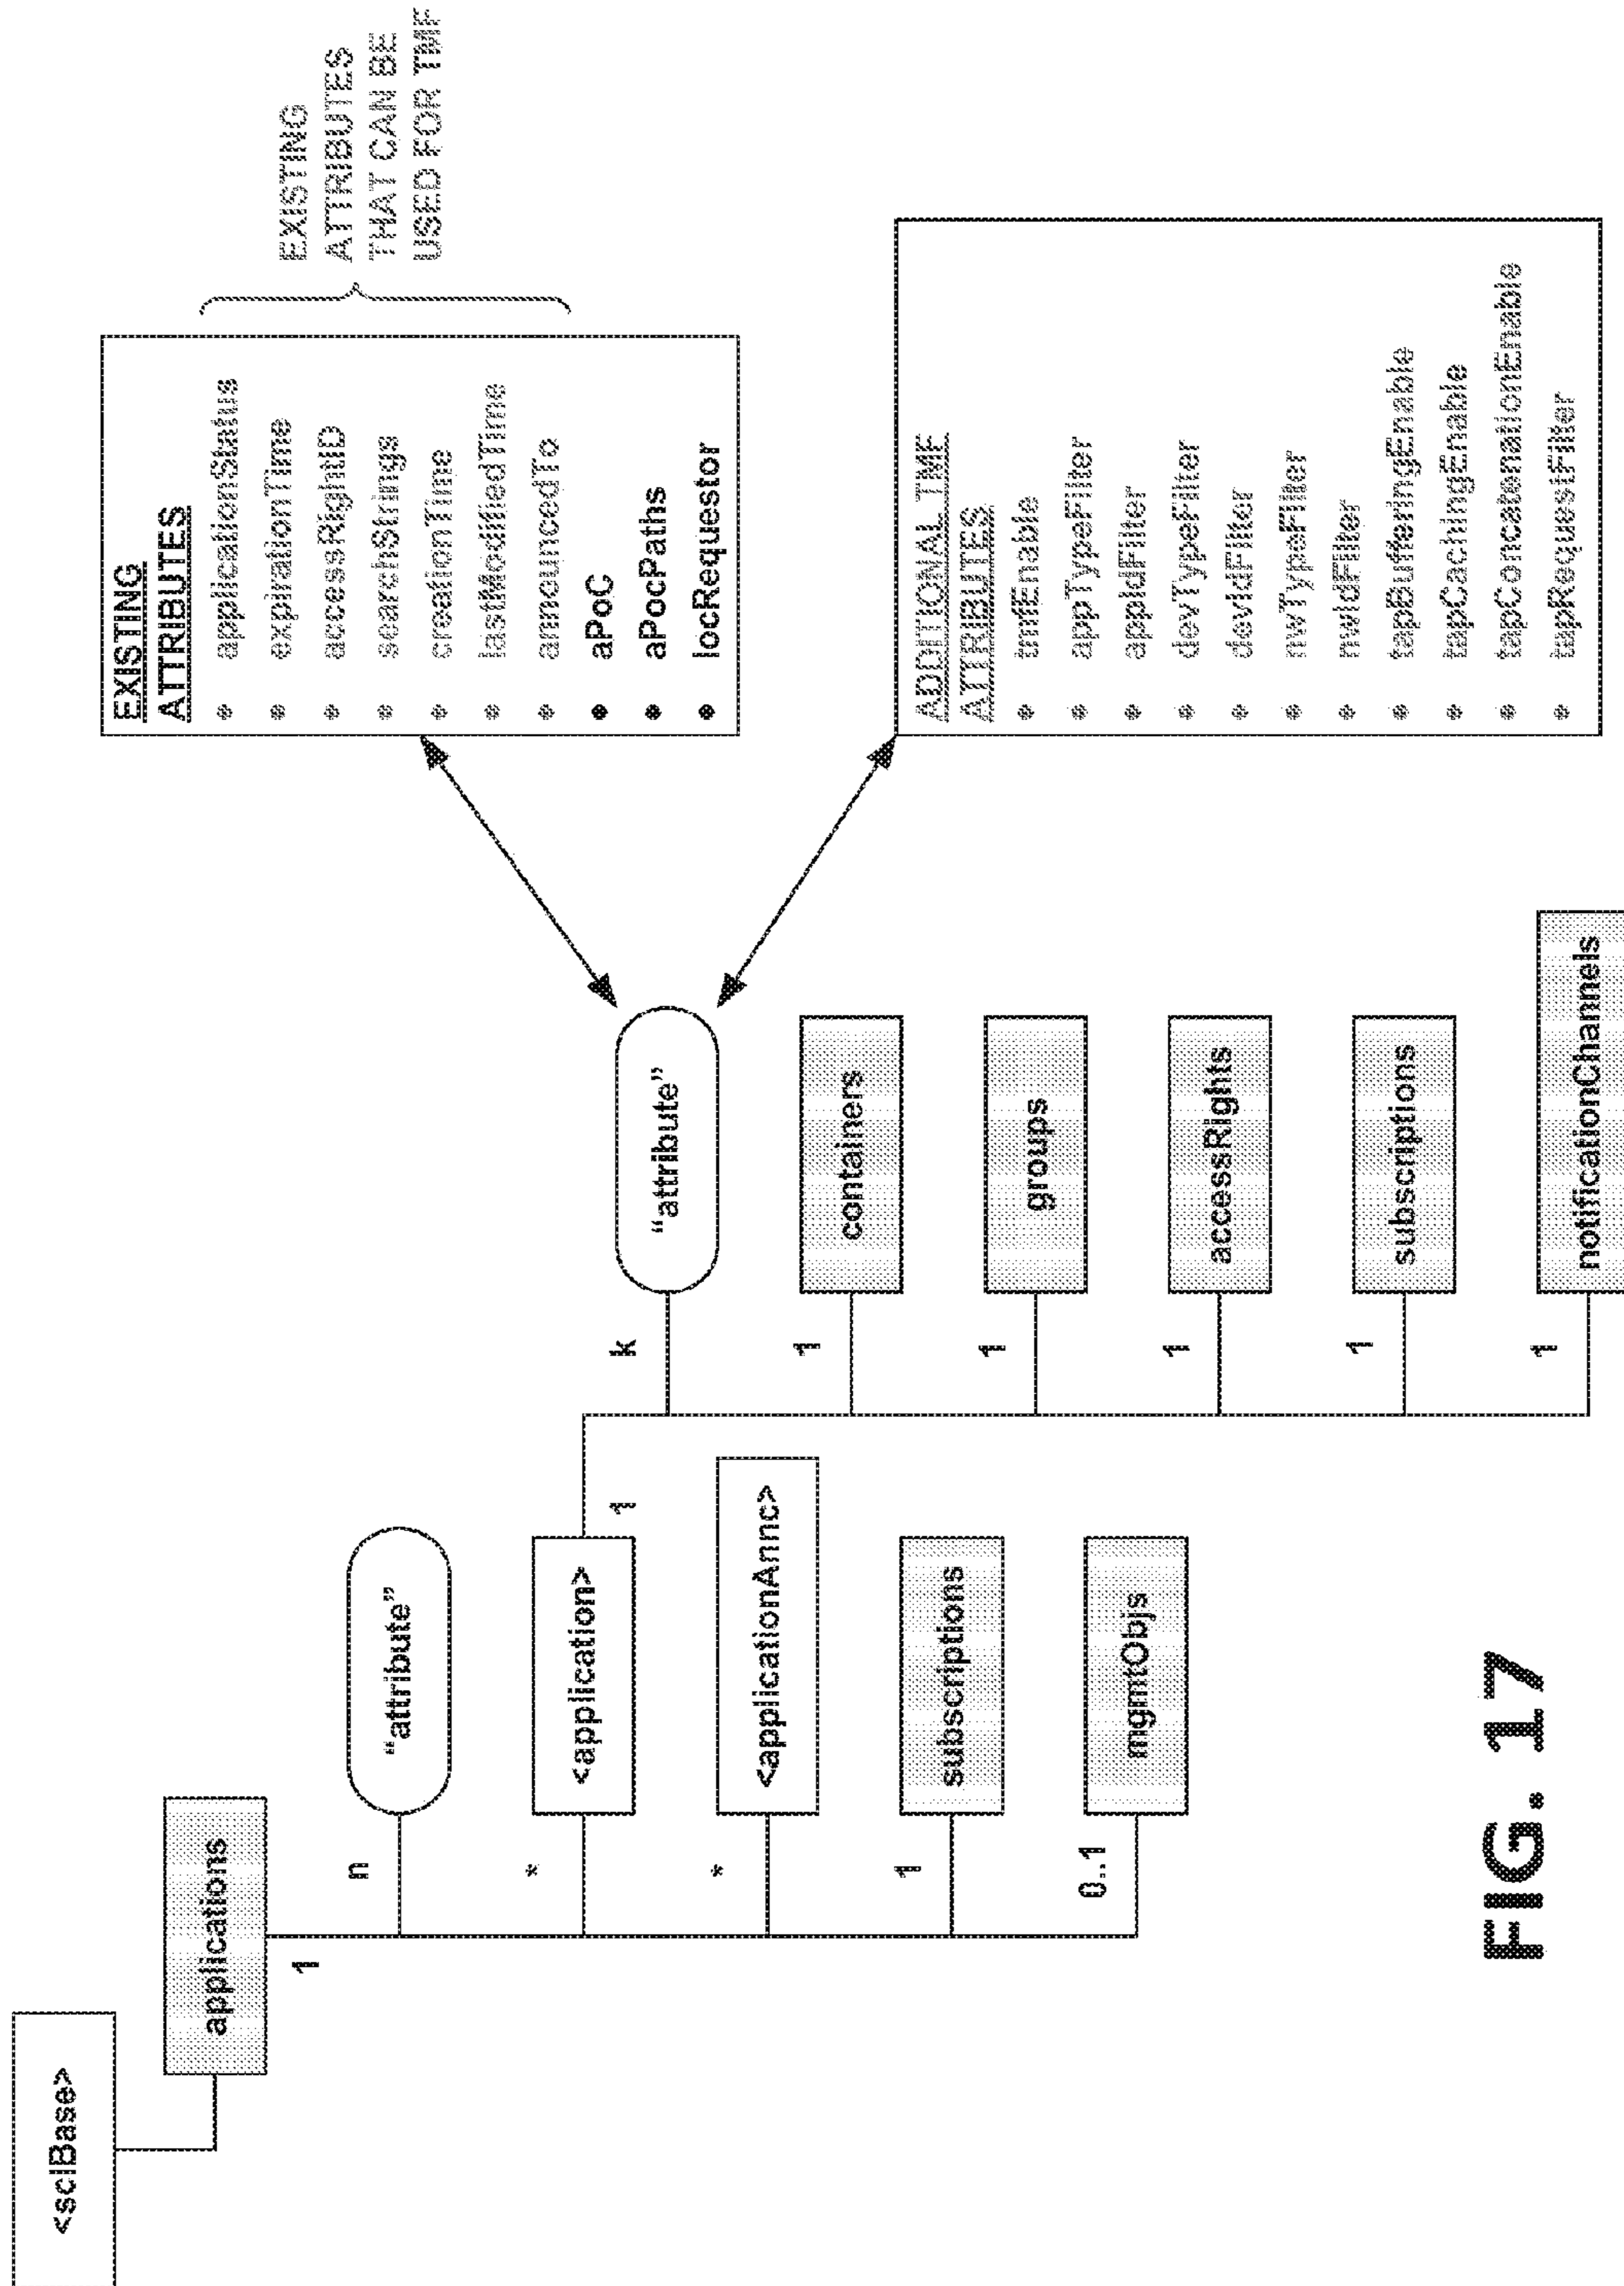 <sclBase>
applications
1
n
"attribute"
*
<application>
1
*
<applicationAnnc>
1
subscriptions
0..1
mgmtObjs
k
"attribute"
1
containers
1
groups
1
accessRights
1
subscriptions
1
notificationChannels
EXISTING
ATTRIBUTES
• applicationStatus
• expirationTime
• accessRightID
• searchStrings
• creationTime
• lastModifiedTime
• announcedTo
• aPoC
• aPocPaths
• locRequestor
EXISTING
ATTRIBUTES
THAT CAN BE
USED FOR TMF
ADDITIONAL TMF
ATTRIBUTES
• tmfEnable
• appTypeFilter
• appIdFilter
• devTypeFilter
• devIdFilter
• nwTypeFilter
• nwIdFilter
• tapBufferingEnable
• tapCachingEnable
• tapConcatenationEnable
• tapRequestFilter
FIG. 17